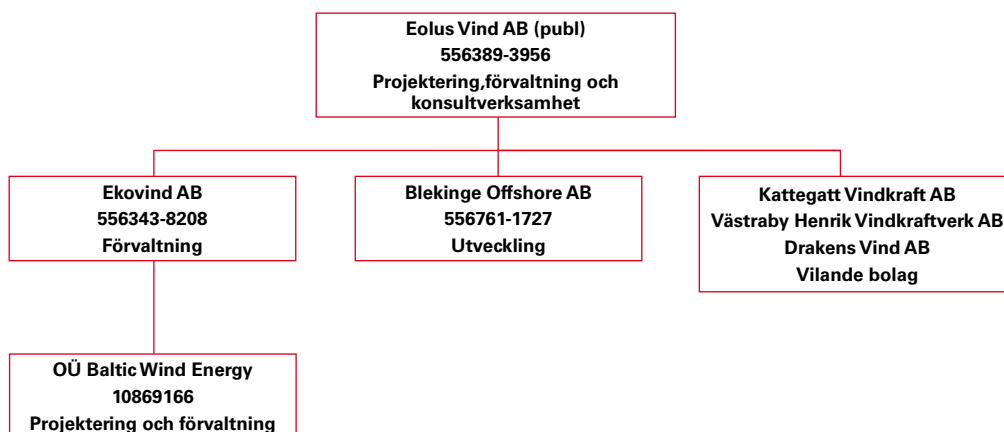 Eolus Vind AB (publ)
556389-3956
Projektering,förvaltning och
konsultverksamhet
Ekovind AB
556343-8208
Förvaltning
Blekinge Offshore AB
556761-1727
Utveckling
Kattegatt Vindkraft AB
Västraby Henrik Vindkraftverk AB
Drakens Vind AB
Vilande bolag
OÜ Baltic Wind Energy
10869166
Projektering och förvaltning